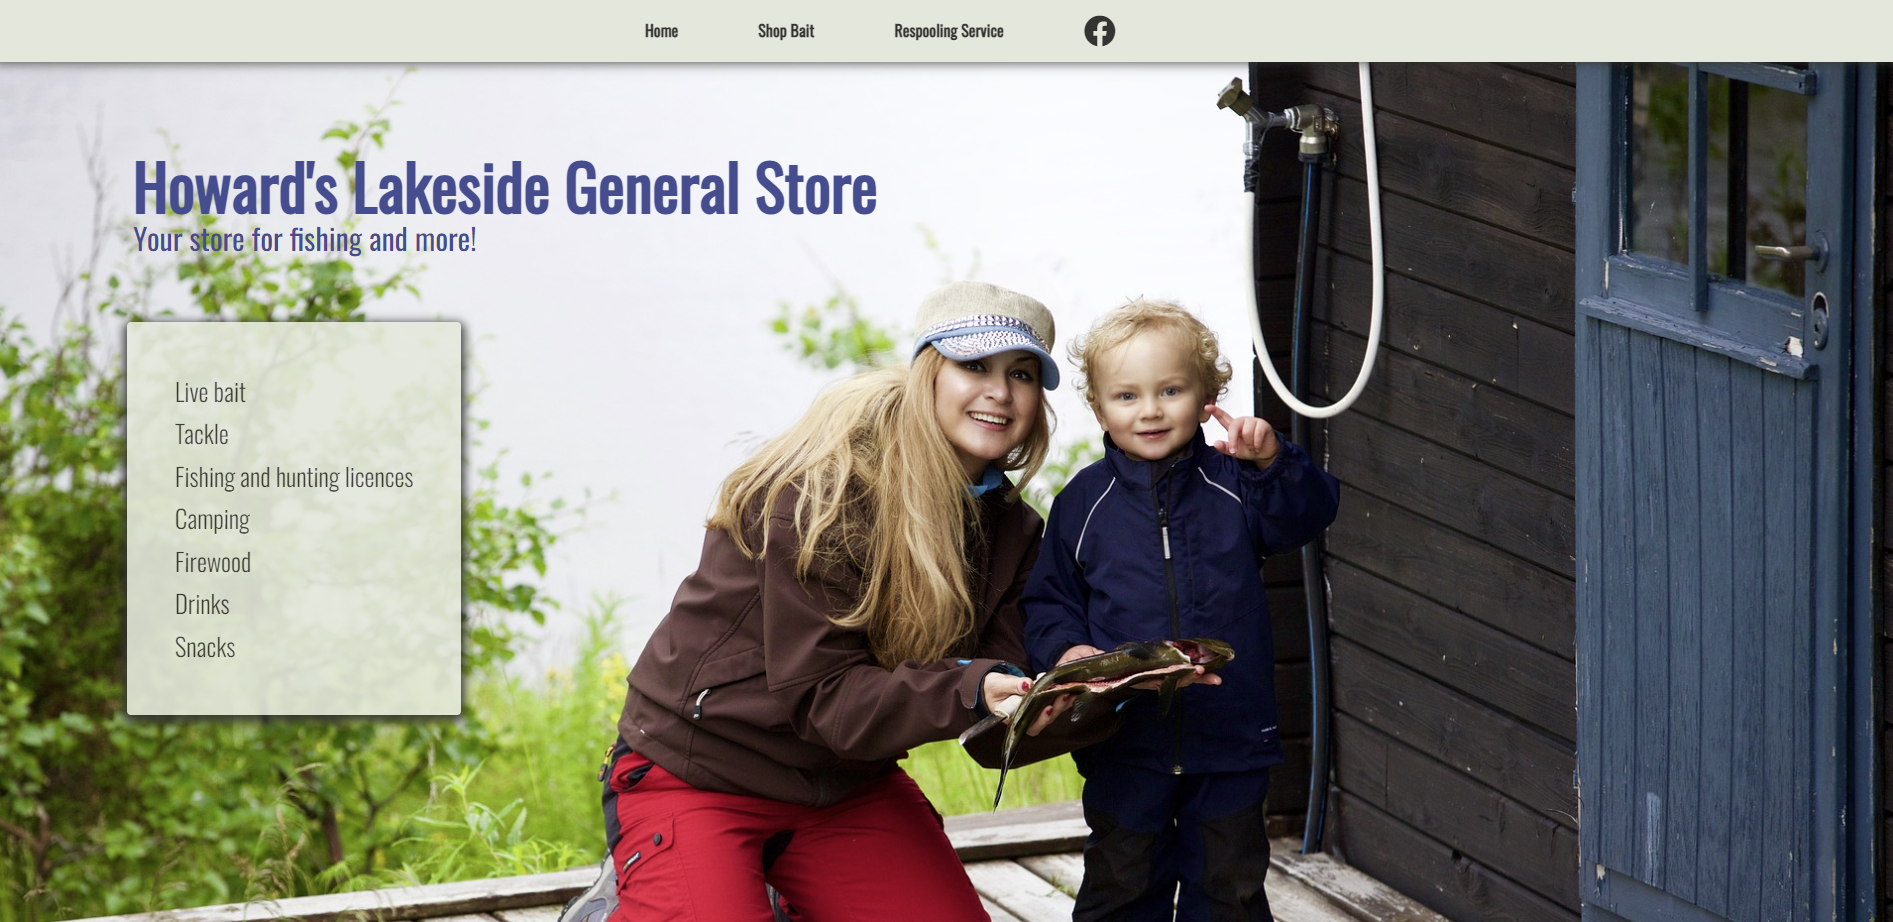 Home
Shop Bait
Respooling Service
Howard's Lakeside General Store
Your store for fishing and more!
Live bait
Tackle
Fishing and hunting licences
Camping
Firewood
Drinks
Snacks